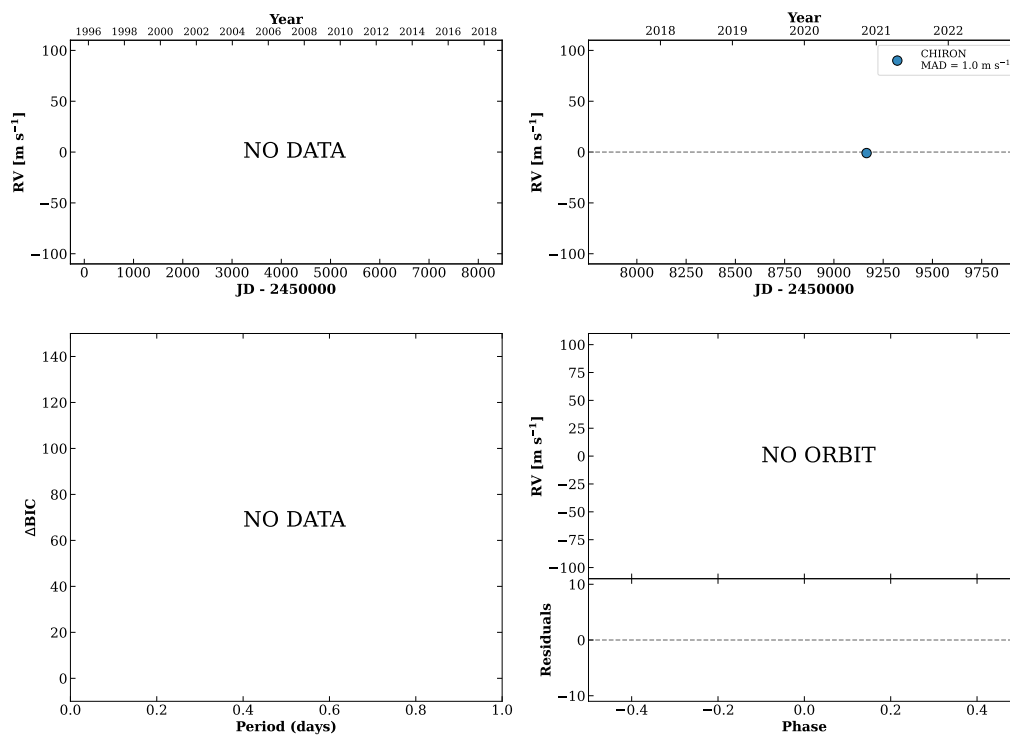 Year
1996 1998 2000 2002 2004 2006 2008 2010 2012 2014 2016 2018
100
50
0
−50
−100
RV [m s⁻¹]
NO DATA
0 1000 2000 3000 4000 5000 6000 7000 8000
JD - 2450000
Year
2018 2019 2020 2021 2022
100
50
0
−50
−100
RV [m s⁻¹]
CHIRON
MAD = 1.0 m s⁻¹
8000 8250 8500 8750 9000 9250 9500 9750
JD - 2450000
140
120
100
80
60
40
20
0
ΔBIC
NO DATA
0.0 0.2 0.4 0.6 0.8 1.0
Period (days)
100
75
50
25
0
−25
−50
−75
−100
RV [m s⁻¹]
NO ORBIT
10
0
−10
Residuals
−0.4 −0.2 0.0 0.2 0.4
Phase